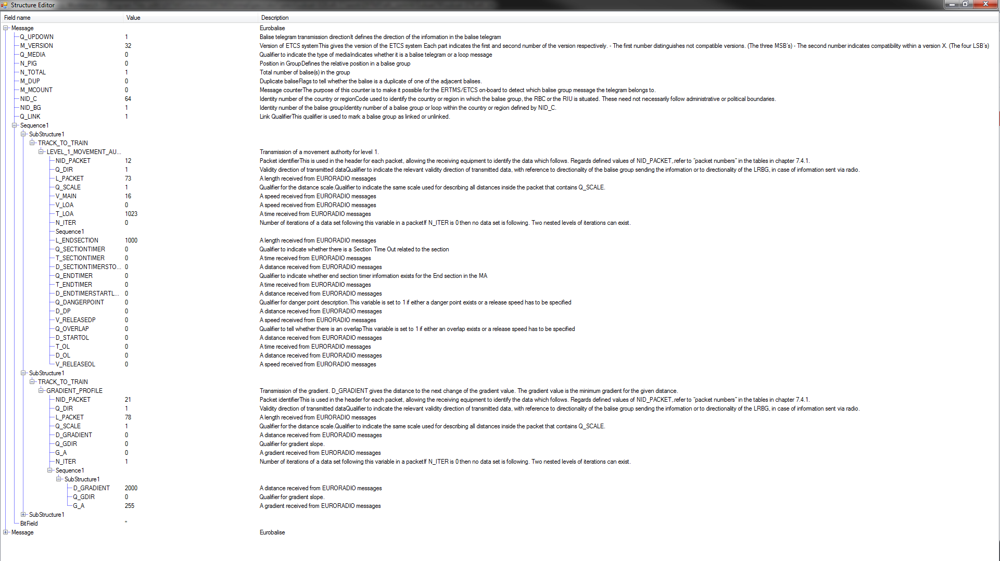 Structure Editor
Field name Value Description
Message Eurobalise
Q_UPDOWN 1 Balise telegram transmission directionIt defines the direction of the information in the balise telegram
M_VERSION 32 Version of ETCS systemThis gives the version of the ETCS system Each part indicates the first and second number of the version respectively. - The first number distinguishes not compatible versions. (The three MSB's) - The second number indicates compatibility within a version X. (The four LSB's)
Q_MEDIA 0 Qualifier to indicate the type of mediaIndicates whether it is a balise telegram or a loop message
N_PIG 0 Position in GroupDefines the relative position in a balise group
N_TOTAL 1 Total number of balise(s) in the group
M_DUP 0 Duplicate baliseFlags to tell whether the balise is a duplicate of one of the adjacent balises.
M_MCOUNT 0 Message counterThe purpose of this counter is to make it possible for the ERTMS/ETCS on-board to detect which balise group message the telegram belongs to.
NID_C 64 Identity number of the country or regionCode used to identify the country or region in which the balise group, the RBC or the RIU is situated. These need not necessarily follow administrative or political boundaries.
NID_BG 1 Identity number of the balise groupIdentity number of a balise group or loop within the country or region defined by NID_C.
Q_LINK 1 Link QualifierThis qualifier is used to mark a balise group as linked or unlinked.
Sequence1
SubStructure1
TRACK_TO_TRAIN
LEVEL_1_MOVEMENT_AU... Transmission of a movement authority for level 1.
NID_PACKET 12 Packet identifierThis is used in the header for each packet, allowing the receiving equipment to identify the data which follows. Regards defined values of NID_PACKET,.refer to "packet numbers" in the tables in chapter 7.4.1.
Q_DIR 1 Validity direction of transmitted dataQualifier to indicate the relevant validity direction of transmitted data, with reference to directionality of the balise group sending the information or to directionality of the LRBG, in case of information sent via radio.
L_PACKET 73 A length received from EURORADIO messages
Q_SCALE 1 Qualifier for the distance scale.Qualifier to indicate the same scale used for describing all distances inside the packet that contains Q_SCALE.
V_MAIN 16 A speed received from EURORADIO messages
V_LOA 0 A speed received from EURORADIO messages
T_LOA 1023 A time received from EURORADIO messages
N_ITER 0 Number of iterations of a data set following this variable in a packetIf N_ITER is 0 then no data set is following. Two nested levels of iterations can exist.
Sequence1
L_ENDSECTION 1000 A length received from EURORADIO messages
Q_SECTIONTIMER 0 Qualifier to indicate whether there is a Section Time Out related to the section
T_SECTIONTIMER 0 A time received from EURORADIO messages
D_SECTIONTIMERSTO... 0 A distance received from EURORADIO messages
Q_ENDTIMER 0 Qualifier to indicate whether end section timer information exists for the End section in the MA
T_ENDTIMER 0 A time received from EURORADIO messages
D_ENDTIMERSTARTL... 0 A distance received from EURORADIO messages
Q_DANGERPOINT 0 Qualifier for danger point description.This variable is set to 1 if either a danger point exists or a release speed has to be specified
D_DP 0 A distance received from EURORADIO messages
V_RELEASEDP 0 A speed received from EURORADIO messages
Q_OVERLAP 0 Qualifier to tell whether there is an overlapThis variable is set to 1 if either an overlap exists or a release speed has to be specified
D_STARTOL 0 A distance received from EURORADIO messages
T_OL 0 A time received from EURORADIO messages
D_OL 0 A distance received from EURORADIO messages
V_RELEASEOL 0 A speed received from EURORADIO messages
SubStructure1
TRACK_TO_TRAIN
GRADIENT_PROFILE Transmission of the gradient. D_GRADIENT gives the distance to the next change of the gradient value. The gradient value is the minimum gradient for the given distance.
NID_PACKET 21 Packet identifierThis is used in the header for each packet, allowing the receiving equipment to identify the data which follows. Regards defined values of NID_PACKET,.refer to "packet numbers" in the tables in chapter 7.4.1.
Q_DIR 1 Validity direction of transmitted dataQualifier to indicate the relevant validity direction of transmitted data, with reference to directionality of the balise group sending the information or to directionality of the LRBG, in case of information sent via radio.
L_PACKET 78 A length received from EURORADIO messages
Q_SCALE 1 Qualifier for the distance scale.Qualifier to indicate the same scale used for describing all distances inside the packet that contains Q_SCALE.
D_GRADIENT 0 A distance received from EURORADIO messages
Q_GDIR 0 Qualifier for gradient slope.
G_A 0 A gradient received from EURORADIO messages
N_ITER 1 Number of iterations of a data set following this variable in a packetIf N_ITER is 0 then no data set is following. Two nested levels of iterations can exist.
Sequence1
SubStructure1
D_GRADIENT 2000 A distance received from EURORADIO messages
Q_GDIR 0 Qualifier for gradient slope.
G_A 255 A gradient received from EURORADIO messages
SubStructure1
BitField ''
Message Eurobalise